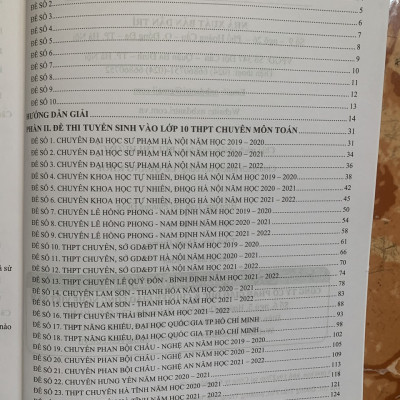 ĐỀ SỐ 2
ĐỀ SỐ 3 5
ĐỀ SỐ 4 6
ĐỀ SỐ 5 7
ĐỀ SỐ 6 8
ĐỀ SỐ 7 9
ĐỀ SỐ 8 10
ĐỀ SỐ 9 12
ĐỀ SỐ 10 13
HƯỚNG DẪN GIẢI 14
PHẦN II. ĐỀ THI TUYỂN SINH VÀO LỚP 10 THPT CHUYÊN MÔN TOÁN 31
ĐỀ SỐ 1. CHUYÊN ĐẠI HỌC SƯ PHẠM HÀ NỘI NĂM HỌC 2019 – 2020 31
ĐỀ SỐ 2. CHUYÊN ĐẠI HỌC SƯ PHẠM HÀ NỘI NĂM HỌC 2020 – 2021 34
ĐỀ SỐ 3. CHUYÊN ĐẠI HỌC SƯ PHẠM HÀ NỘI NĂM HỌC 2021 – 2022 36
ĐỀ SỐ 4. CHUYÊN KHOA HỌC TỰ NHIÊN, ĐHQG HÀ NỘI NĂM HỌC 2019 – 2020 38
ĐỀ SỐ 5. CHUYÊN KHOA HỌC TỰ NHIÊN, ĐHQG HÀ NỘI NĂM HỌC 2020 – 2021 42
ĐỀ SỐ 6. CHUYÊN KHOA HỌC TỰ NHIÊN, ĐHQG HÀ NỘI NĂM HỌC 2021 – 2022 45
ĐỀ SỐ 7. CHUYÊN LÊ HỒNG PHONG - NAM ĐỊNH NĂM HỌC 2019 – 2020 50
ĐỀ SỐ 8. CHUYÊN LÊ HỒNG PHONG - NAM ĐỊNH NĂM HỌC 2020 – 2021 54
ĐỀ SỐ 9. CHUYÊN LÊ HỒNG PHONG - NAM ĐỊNH NĂM HỌC 2021 – 2022 58
ĐỀ SỐ 10. THPT CHUYÊN, SỞ GD&ĐT HÀ NỘI NĂM HỌC 2019 – 2020 61
ĐỀ SỐ 11. THPT CHUYÊN, SỞ GD&ĐT HÀ NỘI NĂM HỌC 2020 – 2021 66
ĐỀ SỐ 12. THPT CHUYÊN, SỞ GD&ĐT HÀ NỘI NĂM HỌC 2021 – 2022 70
ĐỀ SỐ 13. THPT CHUYÊN LÊ QUÝ ĐÔN - BÌNH ĐỊNH NĂM HỌC 2021 – 2022 74
ĐỀ SỐ 14. CHUYÊN LAM SƠN - THANH HÓA NĂM HỌC 2020 – 2021 78
ĐỀ SỐ 15. CHUYÊN LAM SƠN - THANH HÓA NĂM HỌC 2021 – 2022 83
ĐỀ SỐ 16. THPT CHUYÊN THÁI BÌNH NĂM HỌC 2021 – 2022 88
ĐỀ SỐ 17. THPT NĂNG KHIẾU, ĐẠI HỌC QUỐC GIA TP HỒ CHÍ MINH 93
ĐỀ SỐ 18. THPT NĂNG KHIẾU, ĐẠI HỌC QUỐC GIA TP HỒ CHÍ MINH 98
ĐỀ SỐ 19. CHUYÊN PHAN BỘI CHÂU - NGHỆ AN NĂM HỌC 2019 – 2020 102
ĐỀ SỐ 20. CHUYÊN PHAN BỘI CHÂU - NGHỆ AN NĂM HỌC 2020 – 2021 105
ĐỀ SỐ 21. CHUYÊN PHAN BỘI CHÂU - NGHỆ AN NĂM HỌC 2021 – 2022 109
ĐỀ SỐ 22. CHUYÊN HƯNG YÊN NĂM HỌC 2020 – 2021 113
ĐỀ SỐ 23. THPT CHUYÊN HÀ TĨNH NĂM HỌC 2020 – 2021 121
HÀ TĨNH NĂM HỌC 2021 – 2022 124